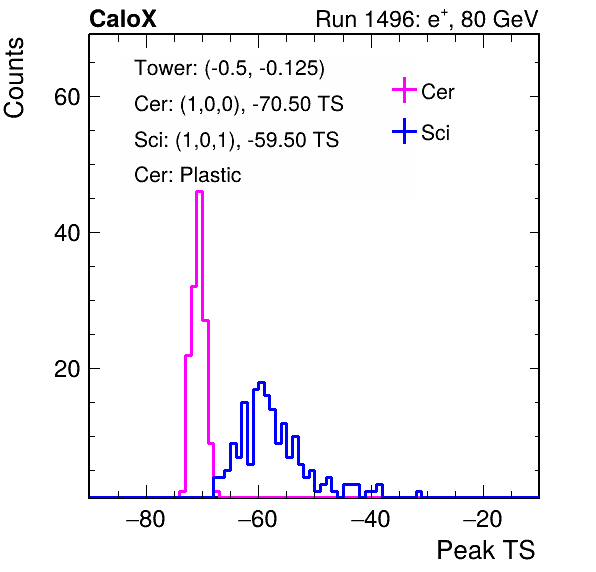 CaloX Run 1496: e⁺, 80 GeV
Counts
Tower: (-0.5, -0.125)
Cer: (1,0,0), -70.50 TS
Sci: (1,0,1), -59.50 TS
Cer: Plastic
Cer
Sci
60
40
20
−80 −60 −40 −20
Peak TS